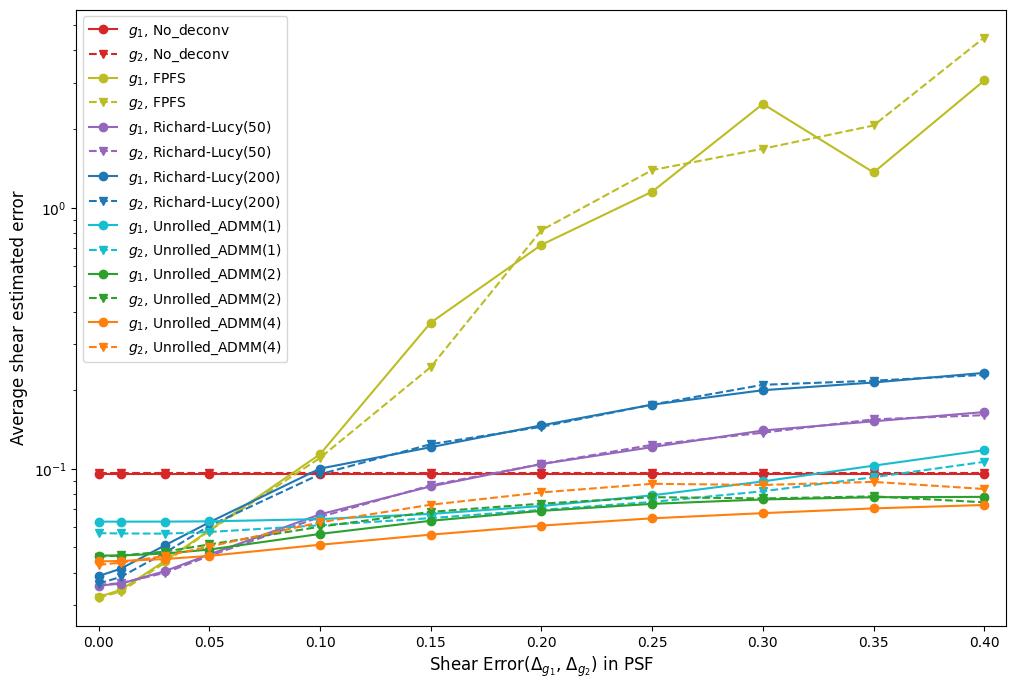 g₁, No_deconv
g₂, No_deconv
g₁, FPFS
g₂, FPFS
g₁, Richard-Lucy(50)
g₂, Richard-Lucy(50)
g₁, Richard-Lucy(200)
g₂, Richard-Lucy(200)
g₁, Unrolled_ADMM(1)
g₂, Unrolled_ADMM(1)
g₁, Unrolled_ADMM(2)
g₂, Unrolled_ADMM(2)
g₁, Unrolled_ADMM(4)
g₂, Unrolled_ADMM(4)
Average shear estimated error
10⁰
10⁻¹
0.00 0.05 0.10 0.15 0.20 0.25 0.30 0.35 0.40
Shear Error(Δg₁, Δg₂) in PSF